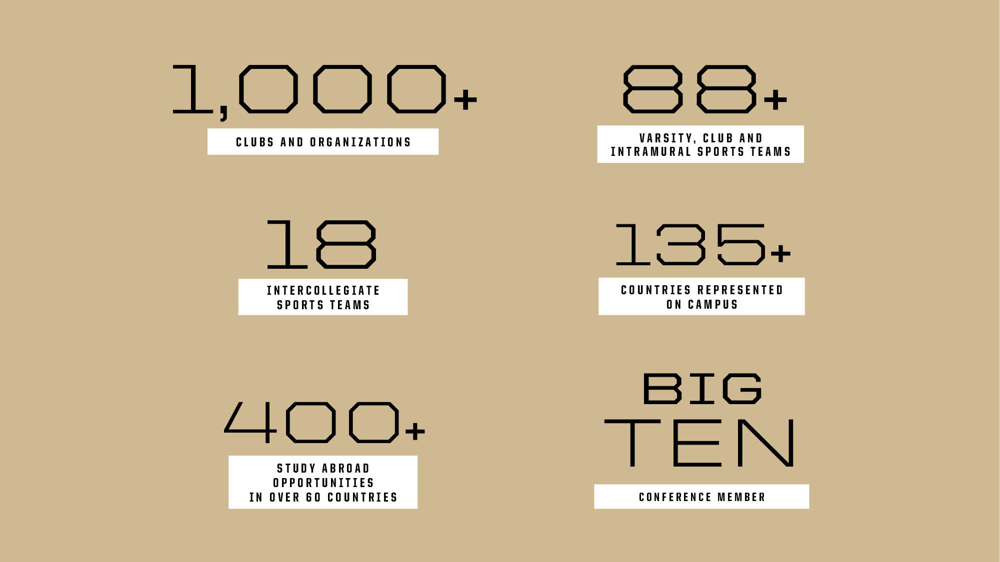 1,000+
CLUBS AND ORGANIZATIONS
88+
VARSITY, CLUB AND
INTRAMURAL SPORTS TEAMS
18
INTERCOLLEGIATE
SPORTS TEAMS
135+
COUNTRIES REPRESENTED
ON CAMPUS
400+
STUDY ABROAD
OPPORTUNITIES
IN OVER 60 COUNTRIES
BIG
TEN
CONFERENCE MEMBER